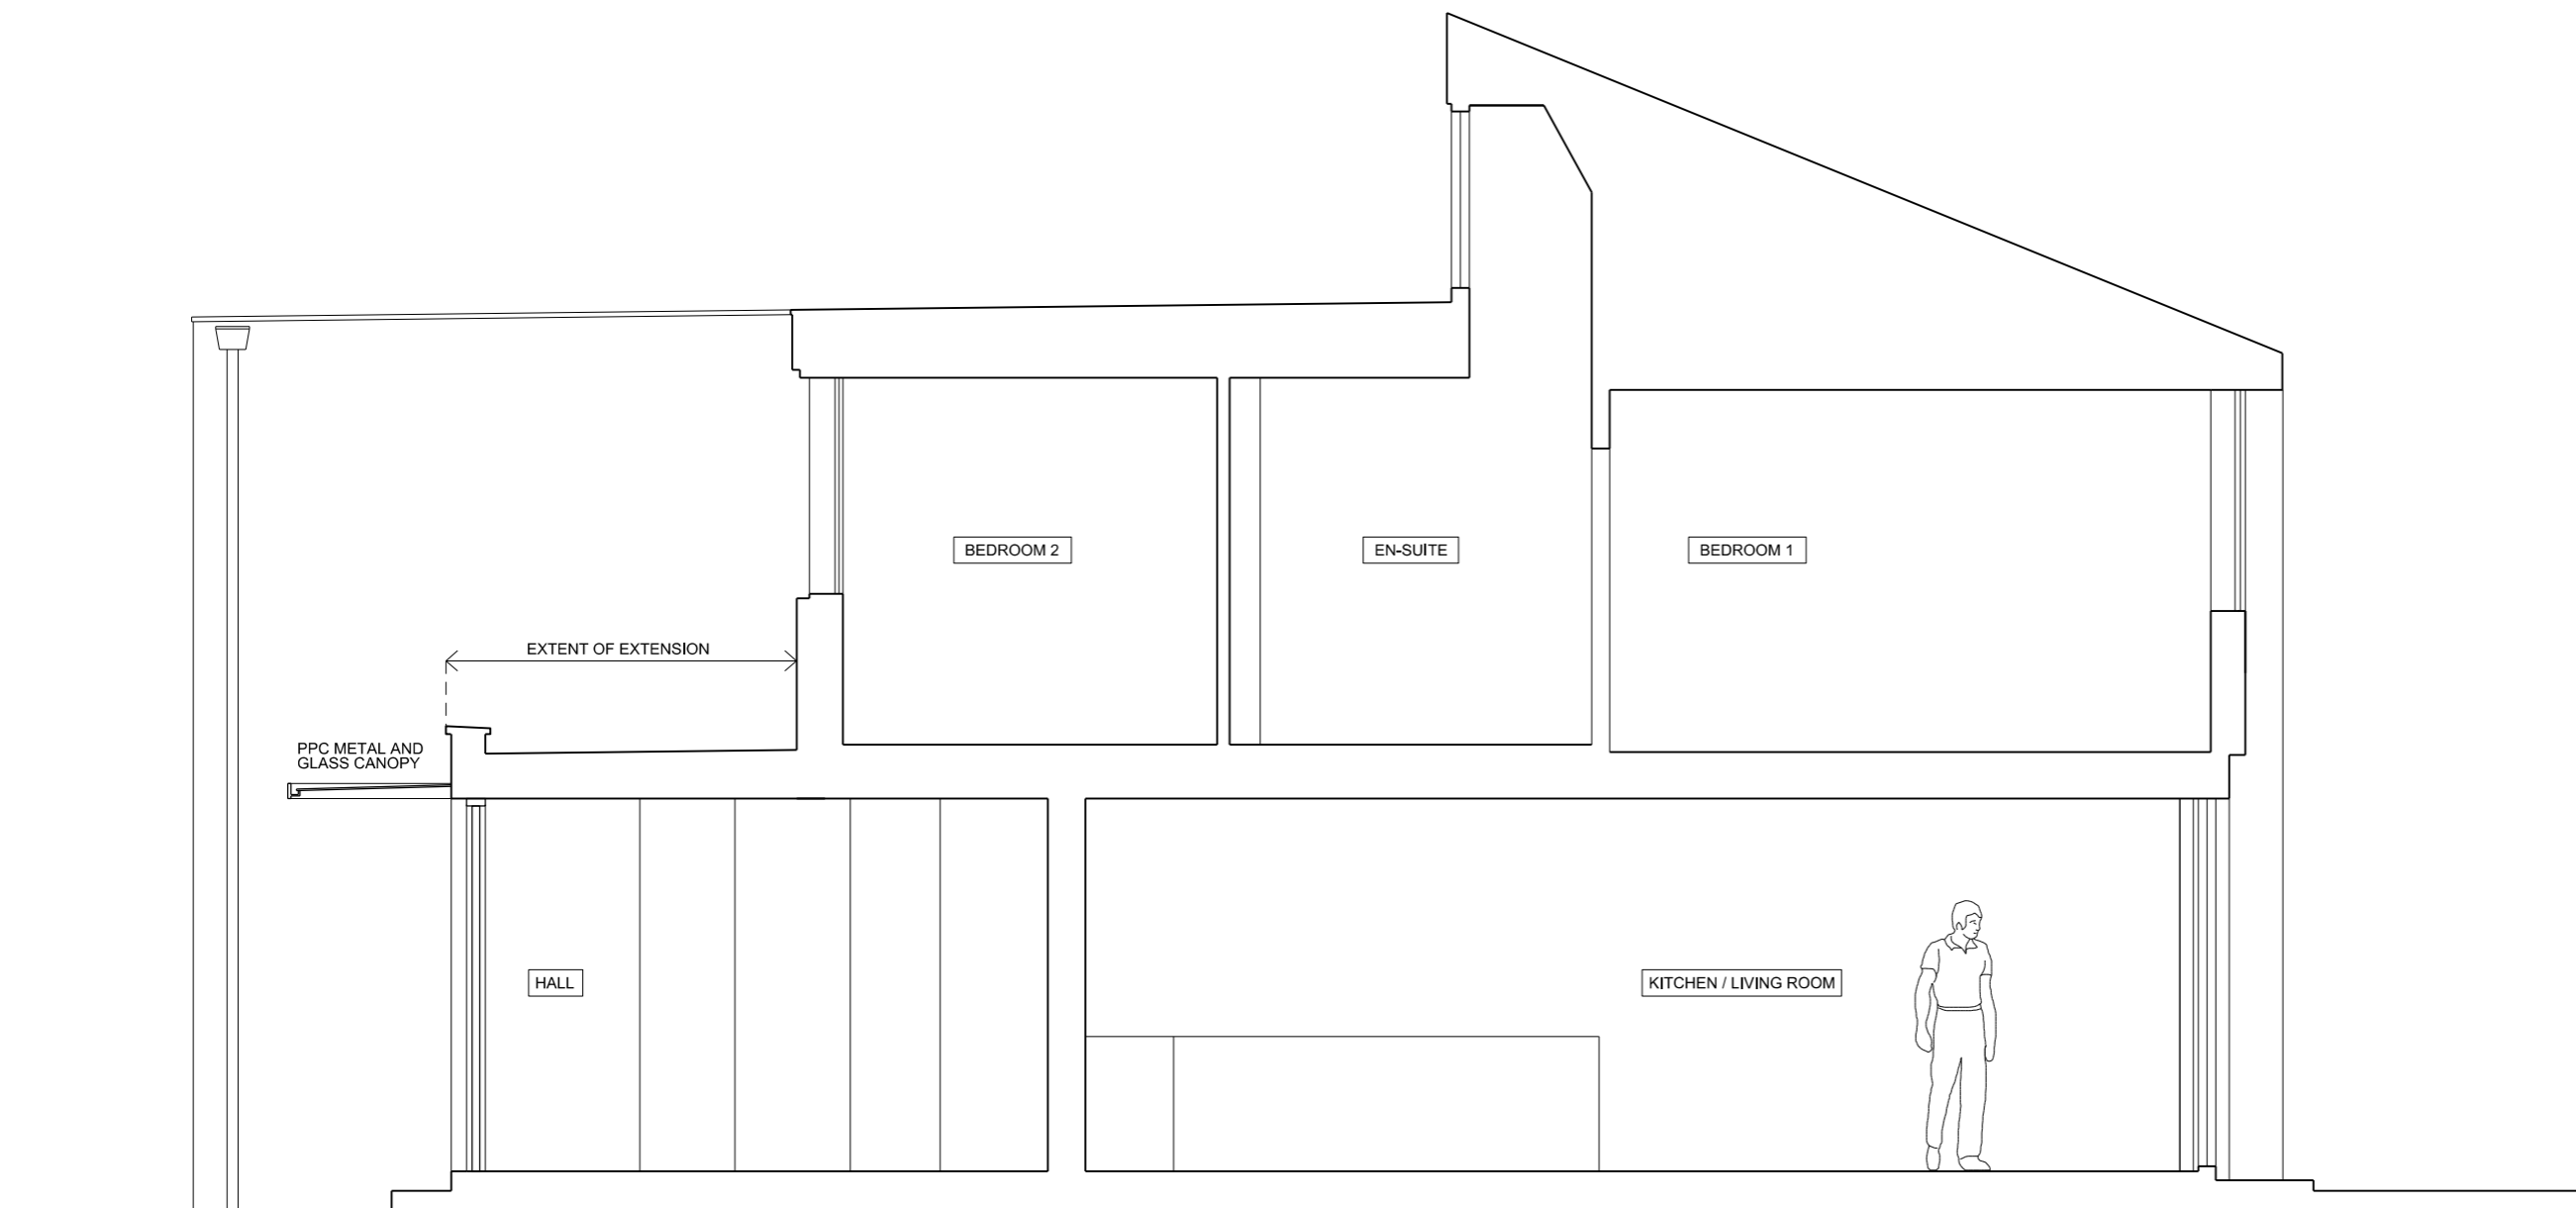 BEDROOM 2
EN-SUITE
BEDROOM 1
EXTENT OF EXTENSION
PPC METAL AND
GLASS CANOPY
HALL
KITCHEN / LIVING ROOM